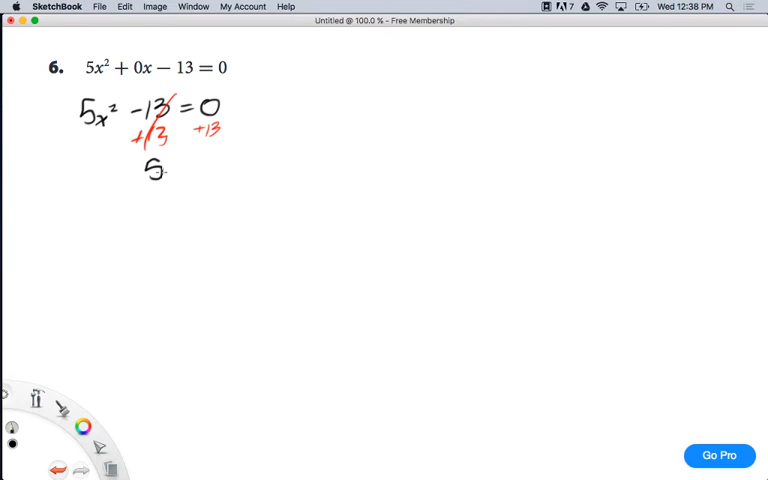 SketchBook File Edit Image Window My Account Help 7 Wed 12:38 PM
Untitled @ 100.0 % - Free Membership
6. 5x² + 0x − 13 = 0
5x² -13 = 0
+13 +13
5
Go Pro